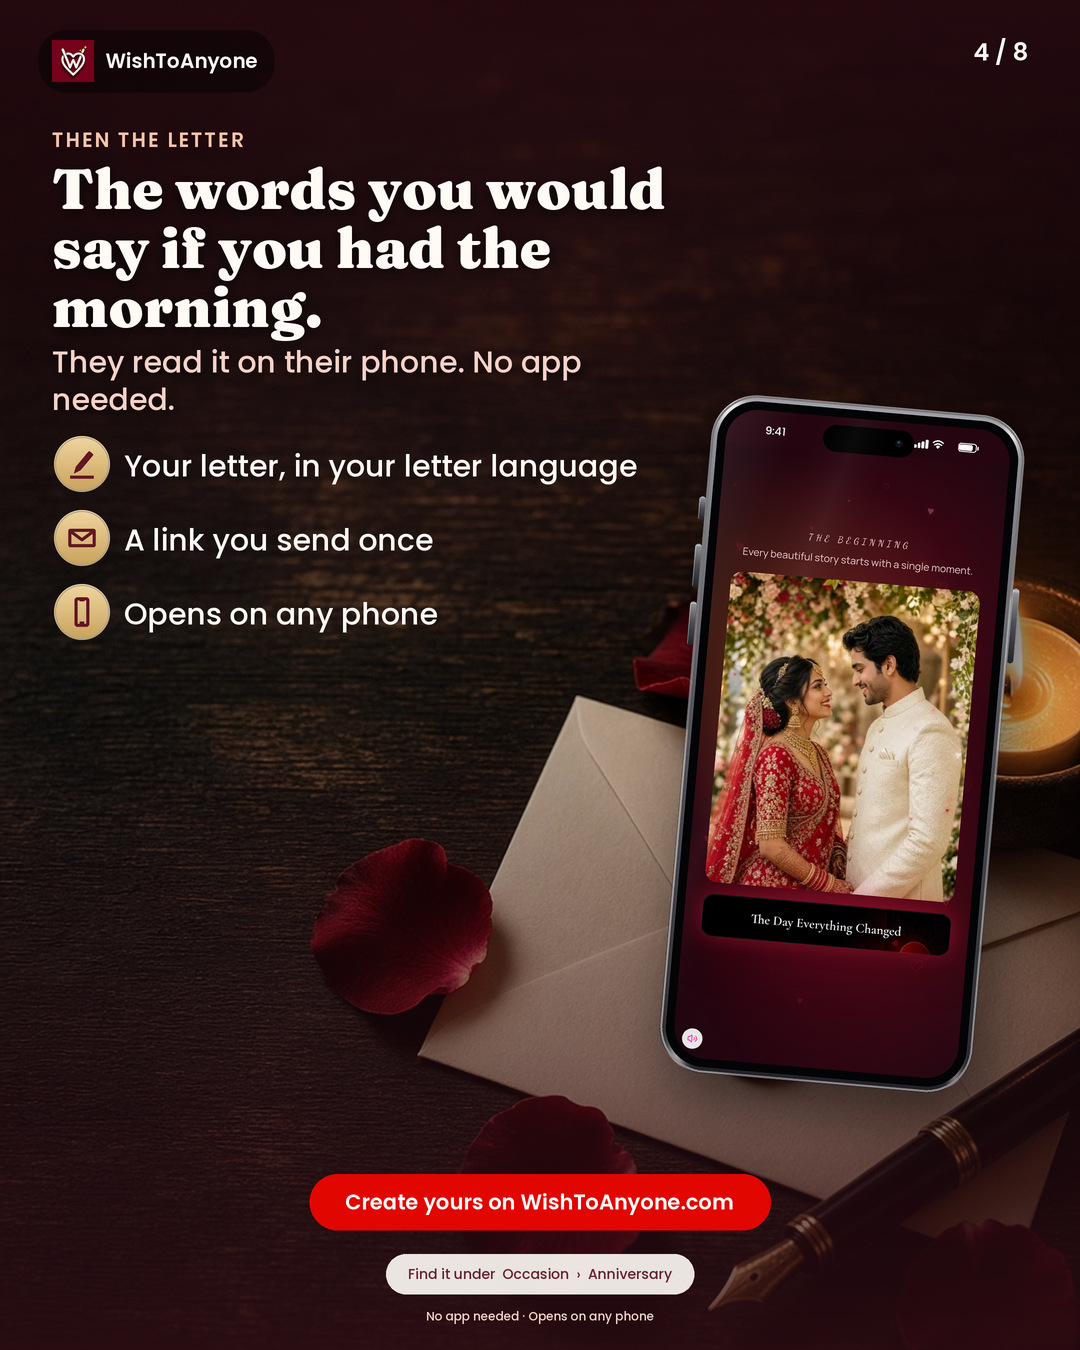 WishToAnyone
4 / 8
THEN THE LETTER
The words you would
say if you had the
morning.
They read it on their phone. No app
needed.
Your letter, in your letter language
A link you send once
Opens on any phone
9:41
THE BEGINNING
Every beautiful story starts with a single moment.
The Day Everything Changed
Create yours on WishToAnyone.com
Find it under Occasion › Anniversary
No app needed · Opens on any phone